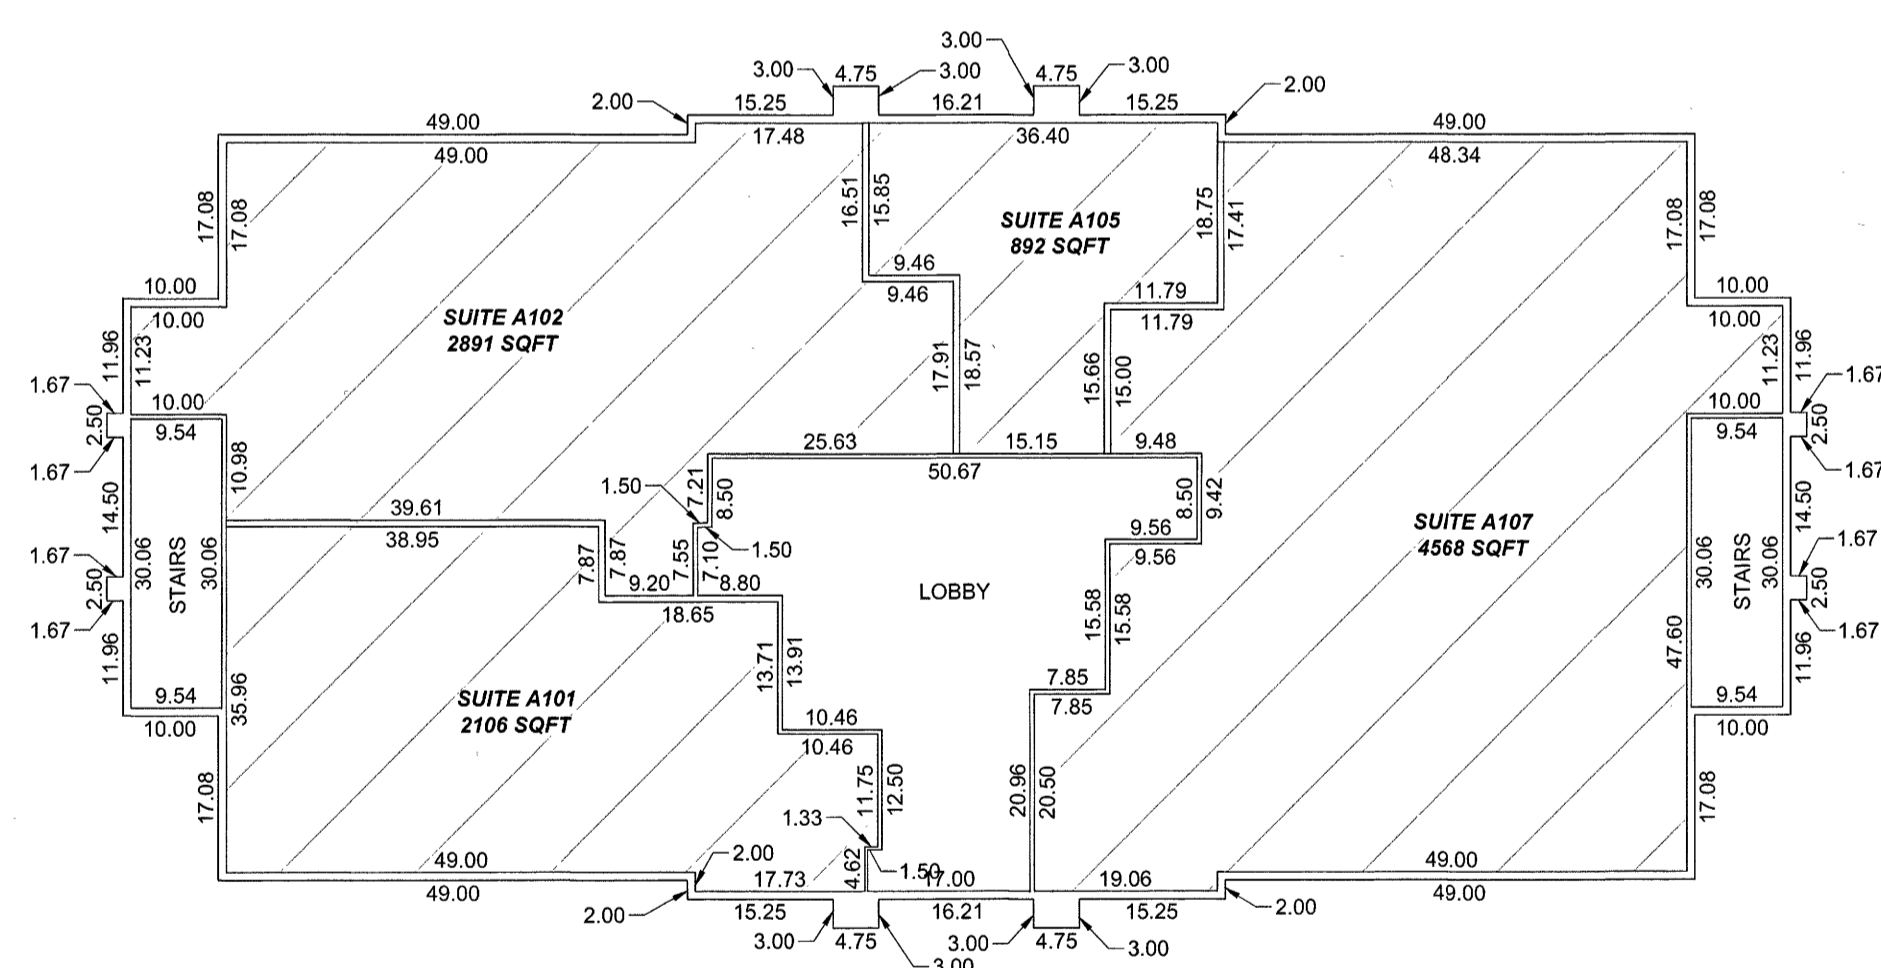 3.00
3.00 4.75 3.00 4.75 3.00
2.00 15.25 16.21 15.25 2.00
49.00 17.48 36.40 49.00
49.00 48.34
17.08 17.08 16.51 15.85 SUITE A105 18.75 17.41 17.08 17.08
892 SQFT
10.00 9.46 11.79 10.00
10.00 SUITE A102 9.46 11.79 10.00
11.96 11.23 2891 SQFT 17.91 18.57 15.66 15.00 11.23 11.96
1.67 10.00 10.00 1.67
2.50 9.54 25.63 15.15 9.48 9.54 2.50
1.67 10.98 50.67 1.67
14.50 1.50 7.21 8.50 8.50 9.42 14.50
39.61 9.56 SUITE A107
38.95 1.50 9.56 4568 SQFT
1.67 30.06 STAIRS 30.06 7.87 7.87 7.55 7.10 30.06 STAIRS 30.06 1.67
2.50 9.20 8.80 LOBBY 15.58 15.58 2.50
1.67 18.65 47.60 1.67
11.96 13.71 13.91 7.85 11.96
9.54 35.96 SUITE A101 7.85 9.54
10.00 2106 SQFT 10.46 10.00
10.46
17.08 11.75 12.50 20.96 20.50 17.08
1.33
49.00 2.00 4.62 1.50 49.00
49.00 17.73 17.00 19.06 49.00
2.00 15.25 16.21 15.25 2.00
3.00 4.75 3.00 4.75 3.00
3.00